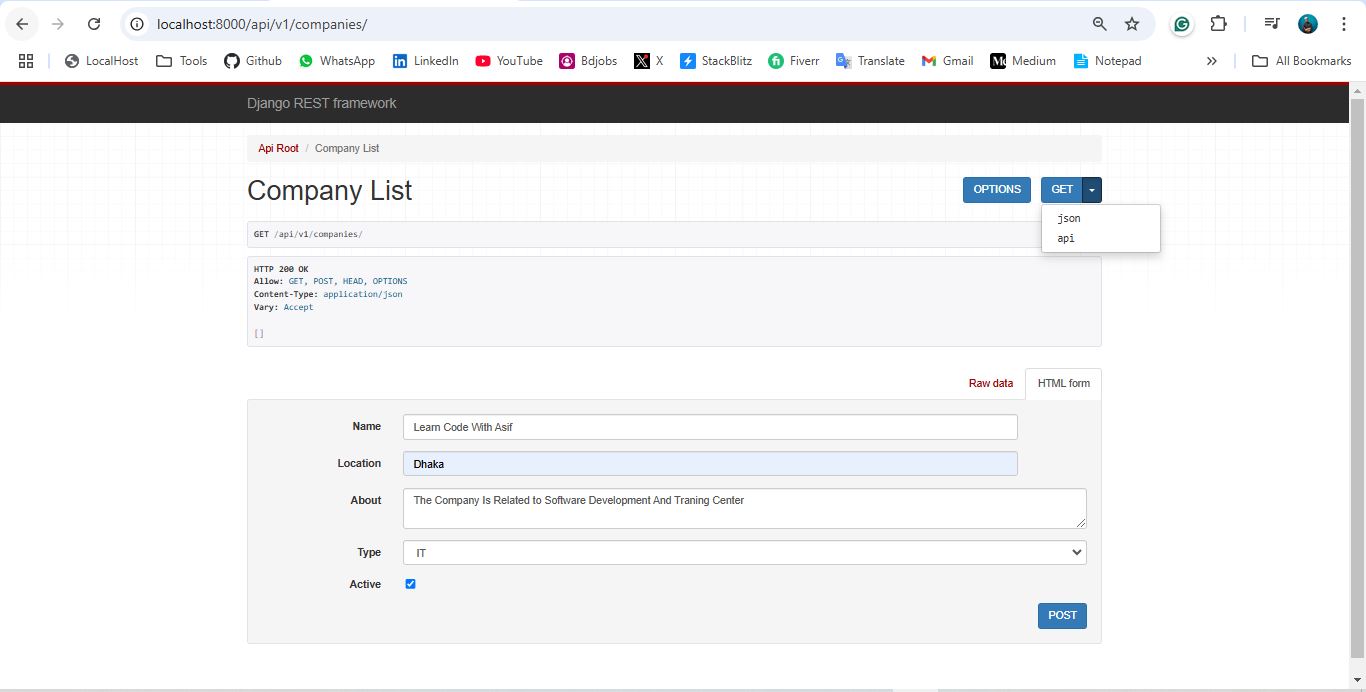 localhost:8000/api/v1/companies/
LocalHost Tools Github WhatsApp LinkedIn YouTube Bdjobs X StackBlitz Fiverr Translate Gmail Medium Notepad » All Bookmarks
Django REST framework
Api Root / Company List
Company List OPTIONS GET
json
api
GET /api/v1/companies/
HTTP 200 OK
Allow: GET, POST, HEAD, OPTIONS
Content-Type: application/json
Vary: Accept
[]
Raw data HTML form
Name Learn Code With Asif
Location Dhaka
About The Company Is Related to Software Development And Traning Center
Type IT
Active
POST